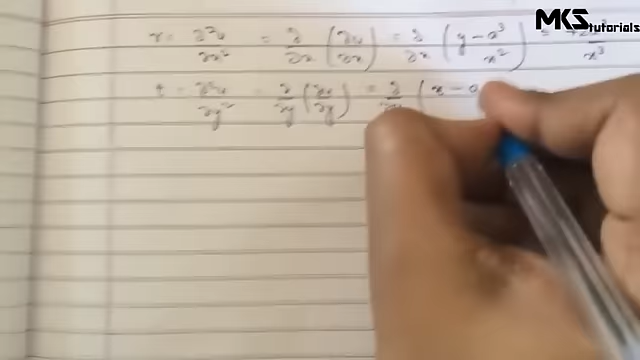 MKS tutorials
r = ∂²u/∂x² = ∂/∂x (∂u/∂x) = ∂/∂x (y - a³/x²) = +2a³/x³
t = ∂²u/∂y² = ∂/∂y (∂u/∂y) = ∂/∂y (x - a